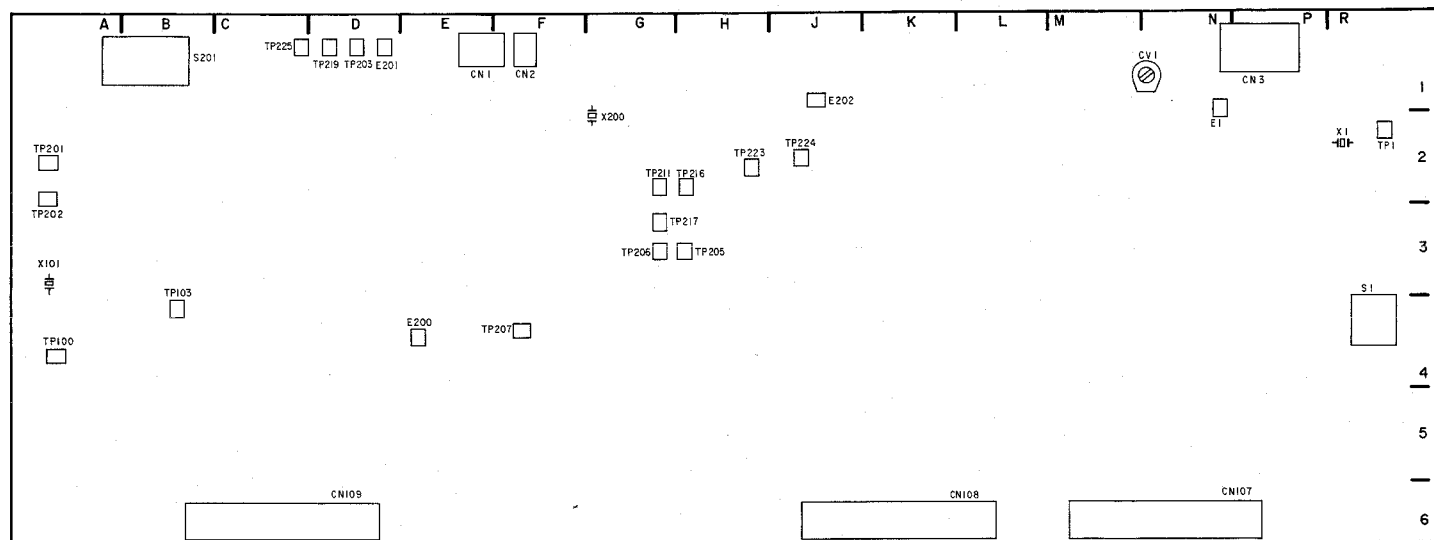 A B C D E F G H J K L M N P R
S201
TP225
TP219 TP203 E201
CN1 CN2
CV1
CN3
1
E202
X200
E1
X1
TP1
TP201
TP223
TP224
2
TP211 TP216
TP202
TP217
TP206
TP205
3
X101
TP103
S1
E200
TP207
TP100
4
5
CN109
CN108
CN107
6